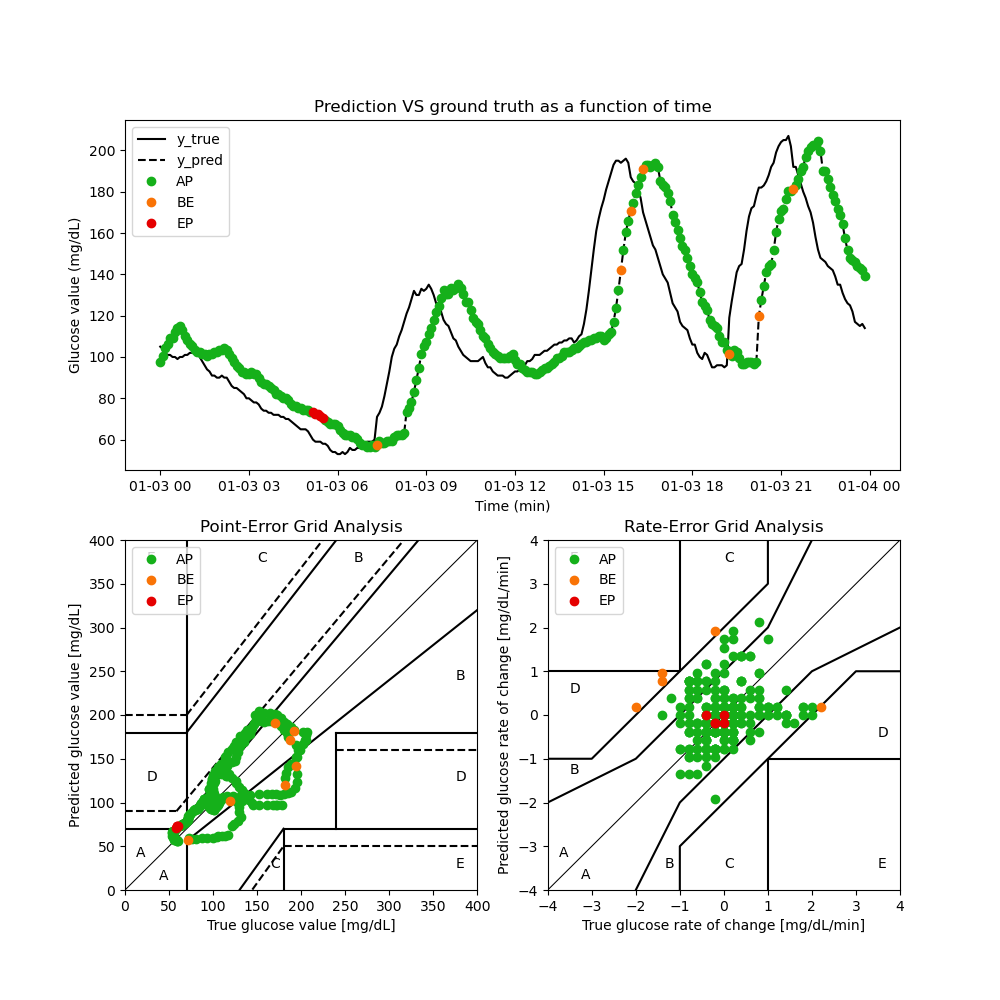 Prediction VS ground truth as a function of time
Glucose value (mg/dL)
200
180
160
140
120
100
80
60
y_true
y_pred
AP
BE
EP
01-03 00 01-03 03 01-03 06 01-03 09 01-03 12 01-03 15 01-03 18 01-03 21 01-04 00
Time (min)
Point-Error Grid Analysis
Predicted glucose value [mg/dL]
400
350
300
250
200
150
100
50
0
AP
BE
EP
C B
B
D D
A
A C E
0 50 100 150 200 250 300 350 400
True glucose value [mg/dL]
Rate-Error Grid Analysis
Predicted glucose rate of change [mg/dL/min]
4
3
2
1
0
−1
−2
−3
−4
AP
BE
EP
C
D
D
B
A
A B C E
−4 −3 −2 −1 0 1 2 3 4
True glucose rate of change [mg/dL/min]